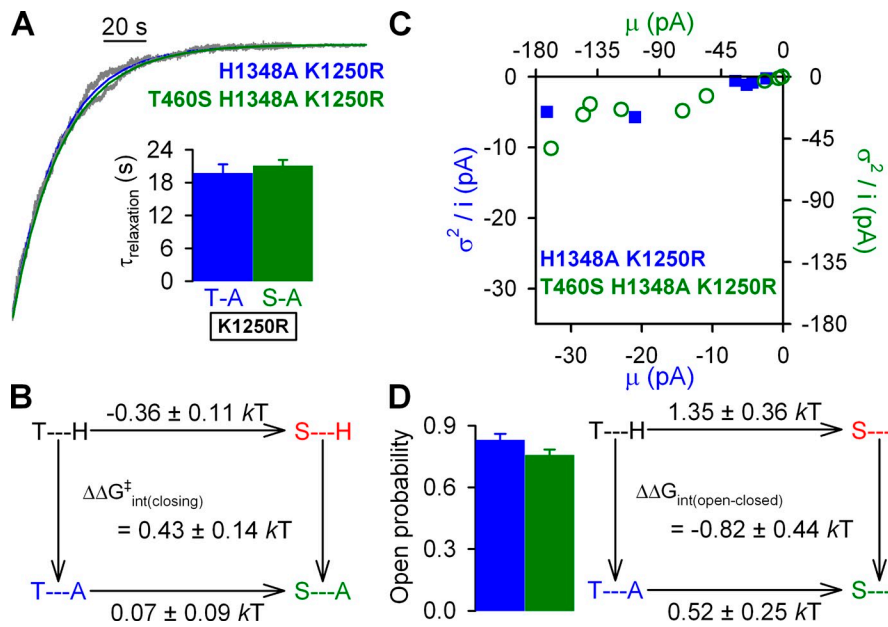 A
20 s
H1348A K1250R
T460S H1348A K1250R
24
18
12
6
0
τrelaxation (s)
T-A
S-A
K1250R
C
μ (pA)
-180
-135
-90
-45
0
0
-10
-20
-30
σ² / i (pA)
0
-45
-90
-135
-180
σ² / i (pA)
H1348A K1250R
T460S H1348A K1250R
-30
-20
-10
0
μ (pA)
B
-0.36 ± 0.11 kT
T---H
S---H
ΔΔG‡int(closing)
= 0.43 ± 0.14 kT
T---A
S---A
0.07 ± 0.09 kT
D
0.9
0.6
0.3
0.0
Open probability
1.35 ± 0.36 kT
T---H
S---
ΔΔGint(open-closed)
= -0.82 ± 0.44 kT
T---A
S---
0.52 ± 0.25 kT